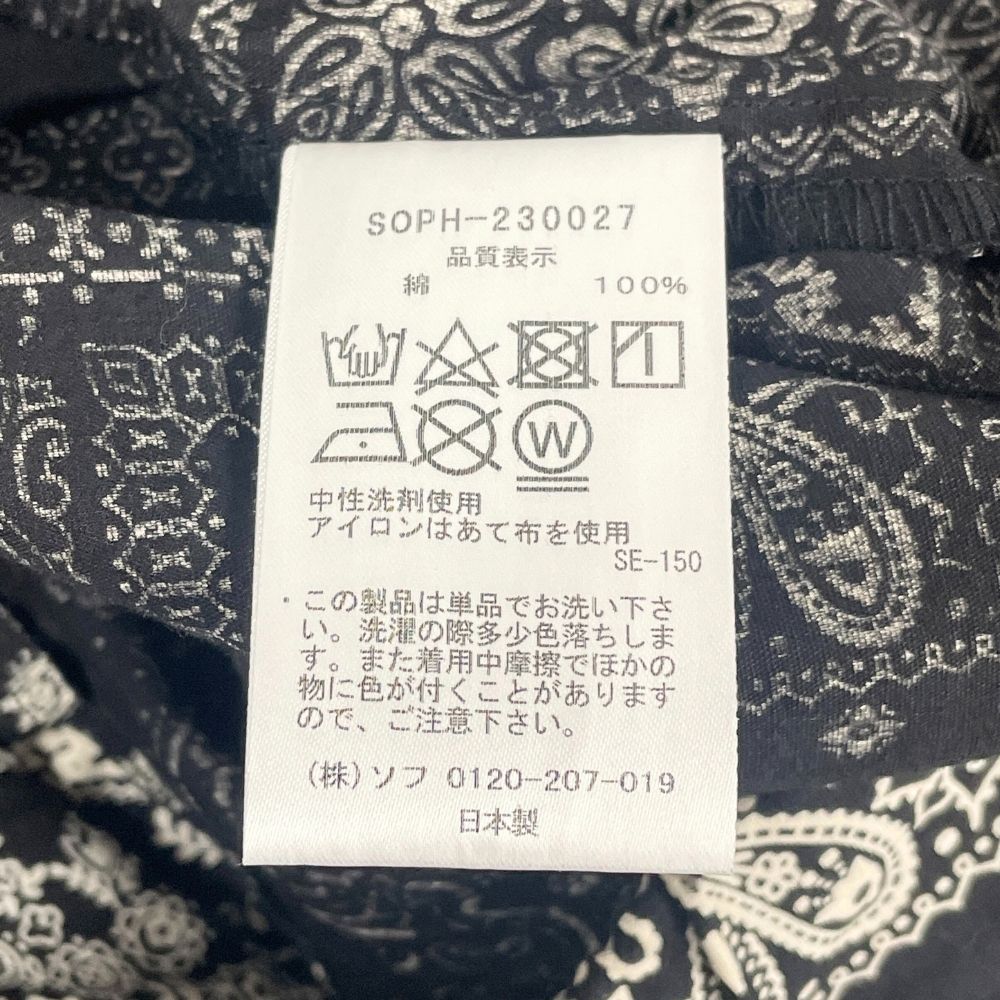 SOPH-230027
品質表示
綿 100%
W
中性洗剤使用
アイロンはあて布を使用
SE-150
・この製品は単品でお洗い下さ
い。洗濯の際多少色落ちしま
す。また着用中摩擦でほかの
物に色が付くことがあります
ので、ご注意下さい。
(株)ソフ 0120-207-019
日本製